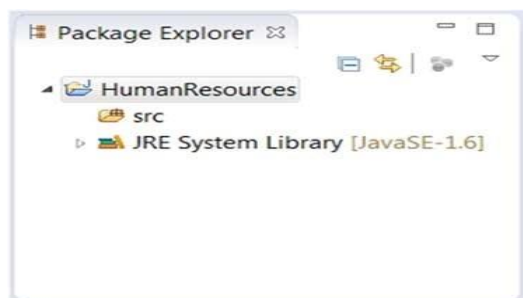 Package Explorer
HumanResources
src
JRE System Library [JavaSE-1.6]